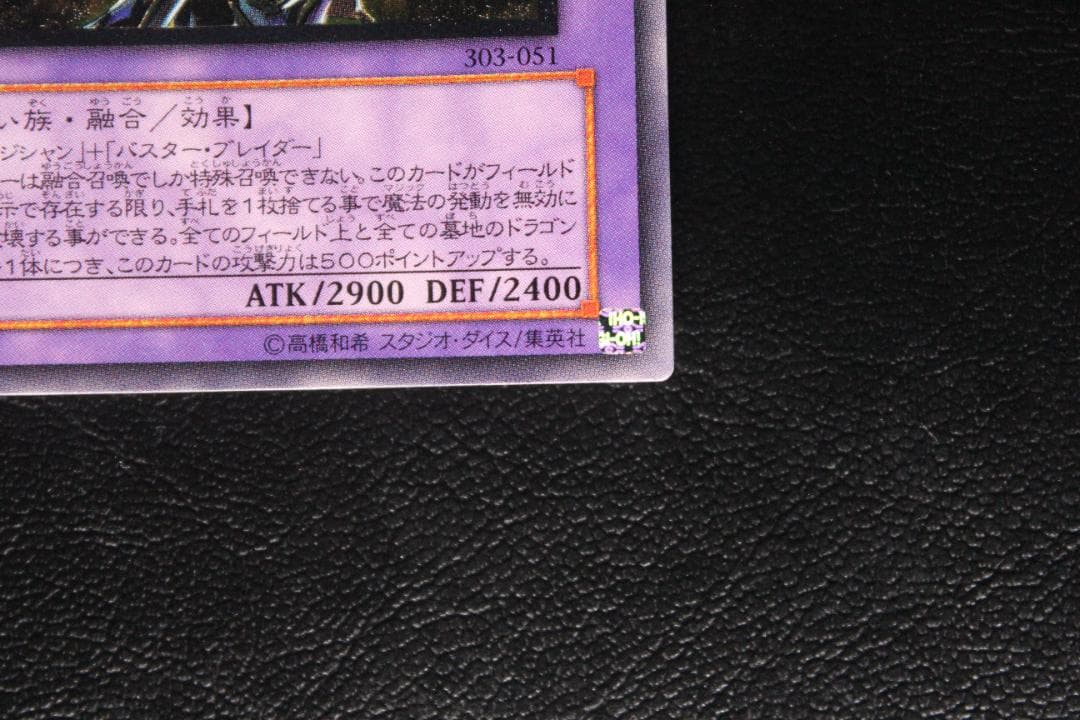 303-051
い族・融合／効果】
ジシャン」+「バスター・ブレイダー」
ーは融合召喚でしか特殊召喚できない。このカードがフィールド
示で存在する限り、手札を1枚捨てる事で魔法の発動を無効に
壊する事ができる。全てのフィールド上と全ての墓地のドラゴン
1体につき、このカードの攻撃力は500ポイントアップする。
ATK/2900 DEF/2400
©高橋和希 スタジオ・ダイス/集英社